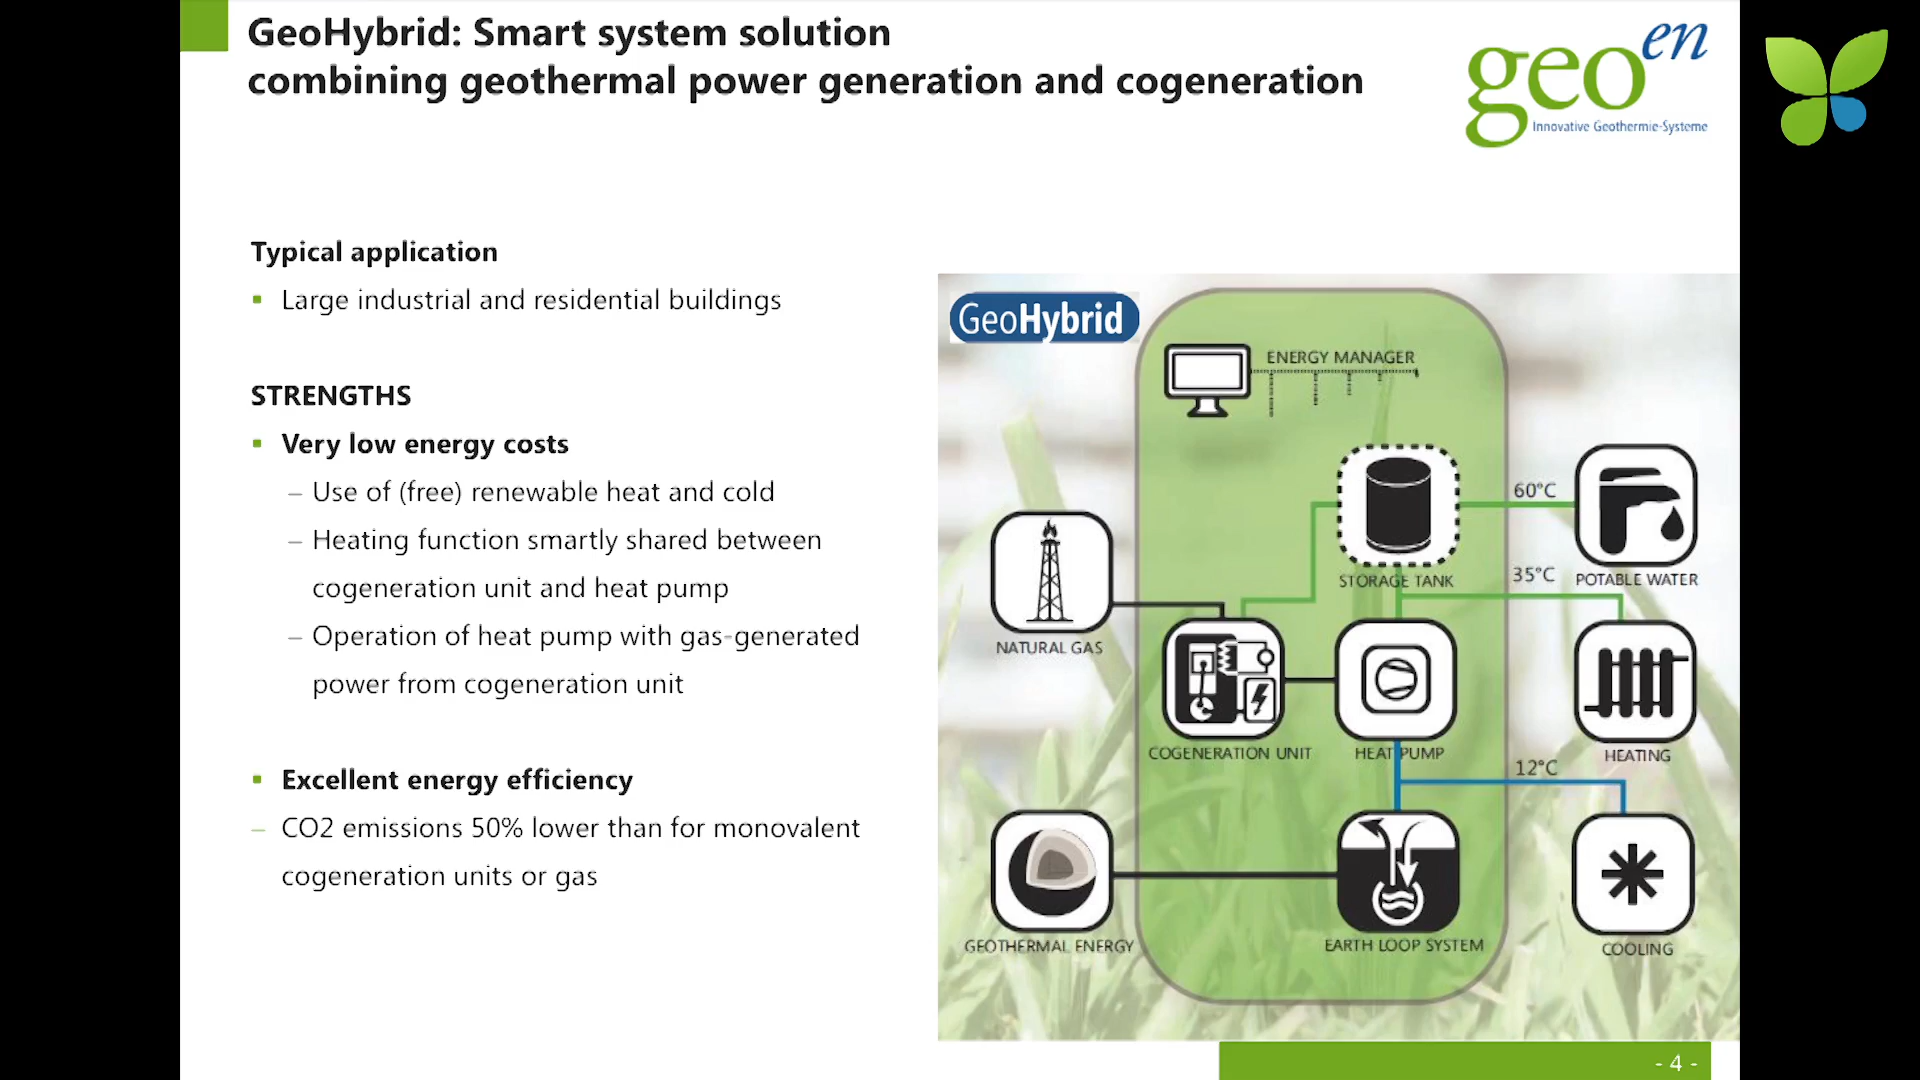 GeoHybrid: Smart system solution
combining geothermal power generation and cogeneration
geo en
Innovative Geothermie-Systeme
Typical application
▪ Large industrial and residential buildings
STRENGTHS
▪ Very low energy costs
– Use of (free) renewable heat and cold
– Heating function smartly shared between
cogeneration unit and heat pump
– Operation of heat pump with gas-generated
power from cogeneration unit
▪ Excellent energy efficiency
– CO2 emissions 50% lower than for monovalent
cogeneration units or gas
GeoHybrid
ENERGY MANAGER
60°C
STORAGE TANK
35°C
POTABLE WATER
NATURAL GAS
COGENERATION UNIT
HEAT PUMP
HEATING
12°C
GEOTHERMAL ENERGY
EARTH LOOP SYSTEM
COOLING
- 4 -